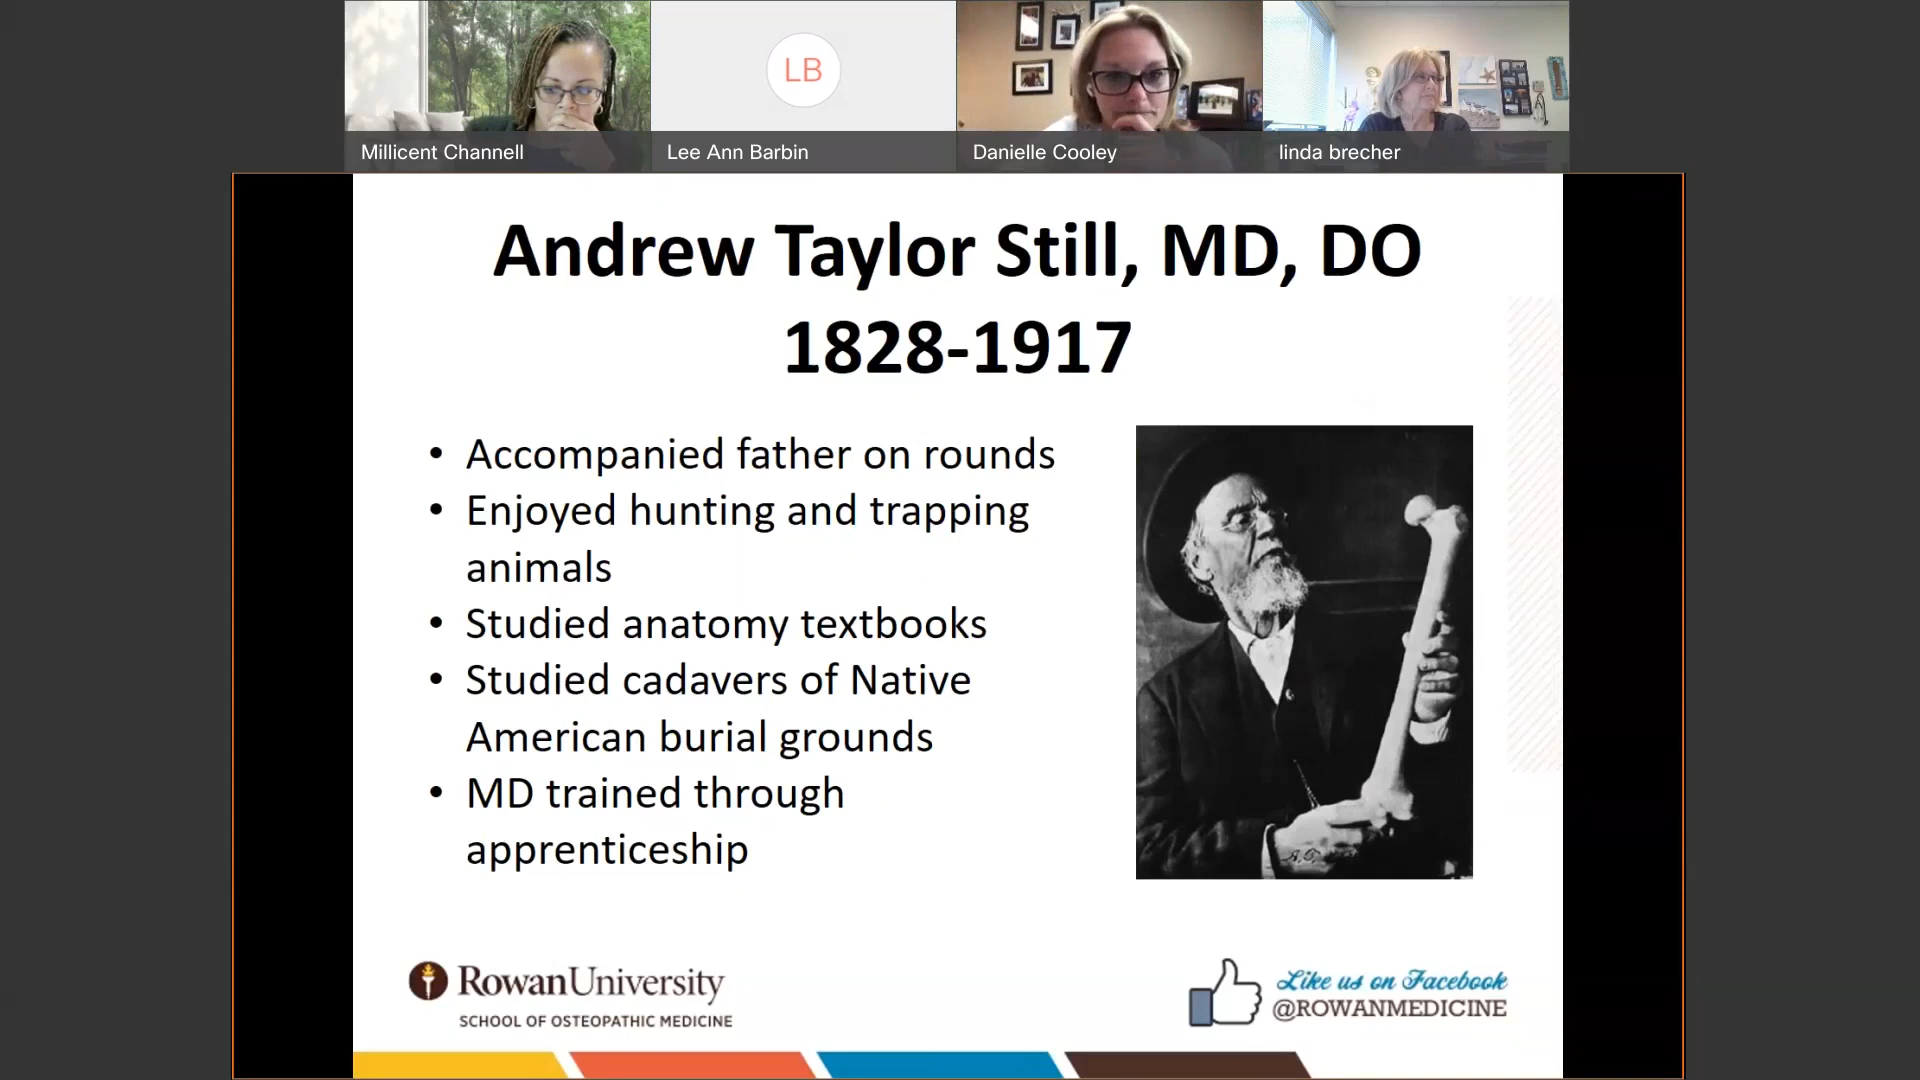 LB
Millicent Channell
Lee Ann Barbin
Danielle Cooley
linda brecher
Andrew Taylor Still, MD, DO
1828-1917
• Accompanied father on rounds
• Enjoyed hunting and trapping
animals
• Studied anatomy textbooks
• Studied cadavers of Native
American burial grounds
• MD trained through
apprenticeship
RowanUniversity
SCHOOL OF OSTEOPATHIC MEDICINE
Like us on Facebook
@ROWANMEDICINE